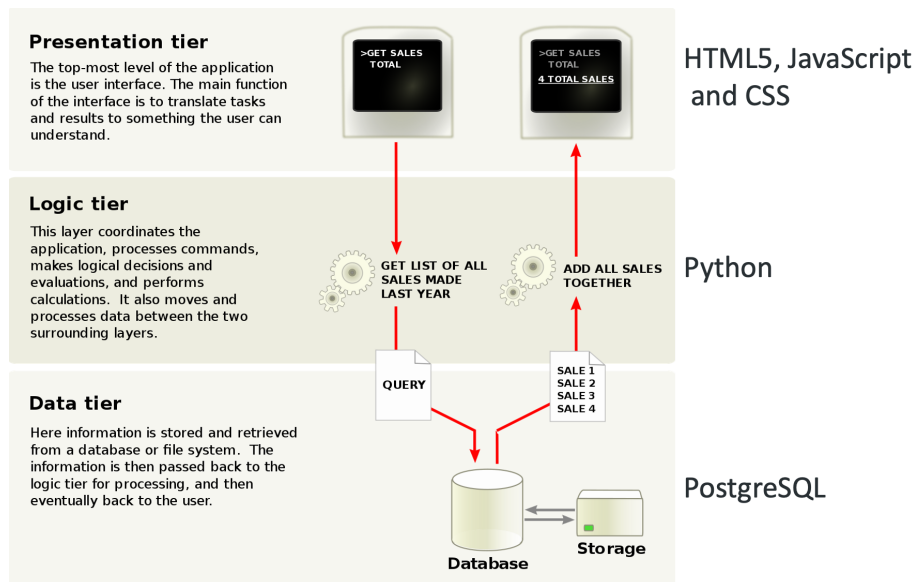 Presentation tier
The top-most level of the application
is the user interface. The main function
of the interface is to translate tasks
and results to something the user can
understand.
>GET SALES
TOTAL
>GET SALES
TOTAL
4 TOTAL SALES
HTML5, JavaScript
and CSS
Logic tier
This layer coordinates the
application, processes commands,
makes logical decisions and
evaluations, and performs
calculations.  It also moves and
processes data between the two
surrounding layers.
GET LIST OF ALL
SALES MADE
LAST YEAR
ADD ALL SALES
TOGETHER
Python
QUERY
SALE 1
SALE 2
SALE 3
SALE 4
Data tier
Here information is stored and retrieved
from a database or file system.  The
information is then passed back to the
logic tier for processing, and then
eventually back to the user.
Database
Storage
PostgreSQL